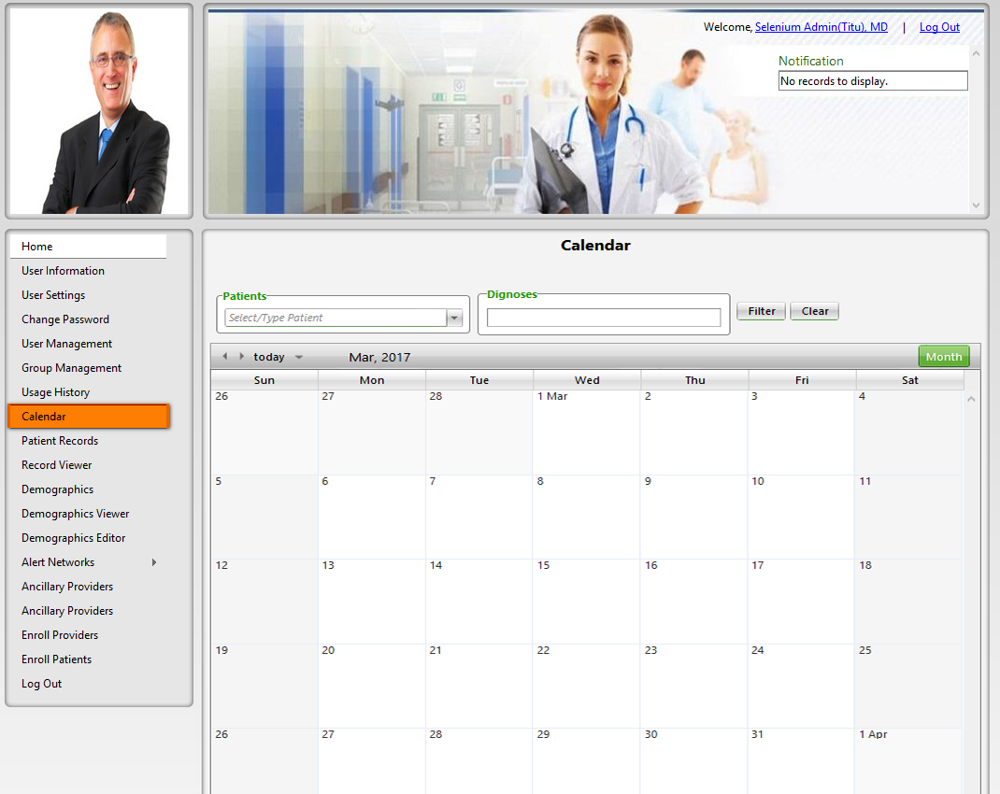 Welcome, Selenium Admin(Titu), MD | Log Out
Notification
No records to display.
Home
User Information
User Settings
Change Password
User Management
Group Management
Usage History
Calendar
Patient Records
Record Viewer
Demographics
Demographics Viewer
Demographics Editor
Alert Networks
Ancillary Providers
Ancillary Providers
Enroll Providers
Enroll Patients
Log Out
Calendar
Patients
Select/Type Patient
Dignoses
Filter Clear
today Mar, 2017 Month
Sun Mon Tue Wed Thu Fri Sat
26 27 28 1 Mar 2 3 4
5 6 7 8 9 10 11
12 13 14 15 16 17 18
19 20 21 22 23 24 25
26 27 28 29 30 31 1 Apr